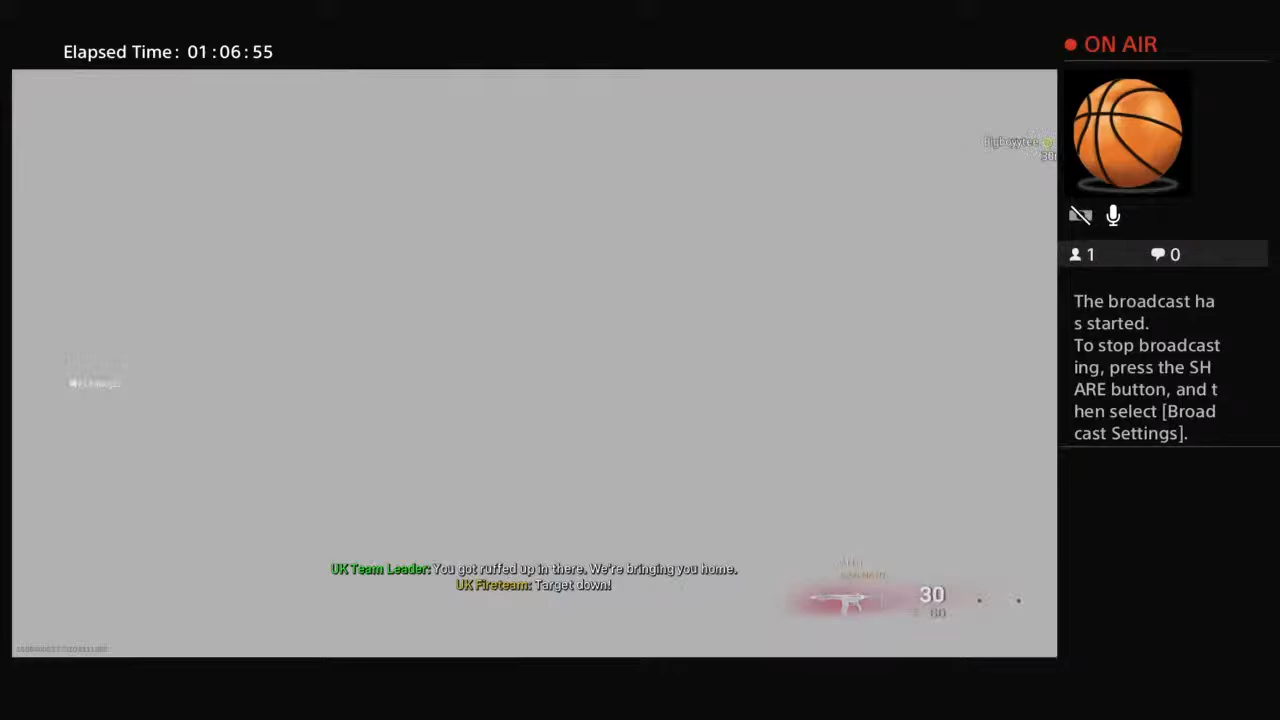 Elapsed Time: 01:06:55
ON AIR
1
0
The broadcast ha
s started.
To stop broadcast
ing, press the SH
ARE button, and t
hen select [Broad
cast Settings].
UK Team Leader: You got ruffed up in there. We're bringing you home.
UK Fireteam: Target down!
30
60